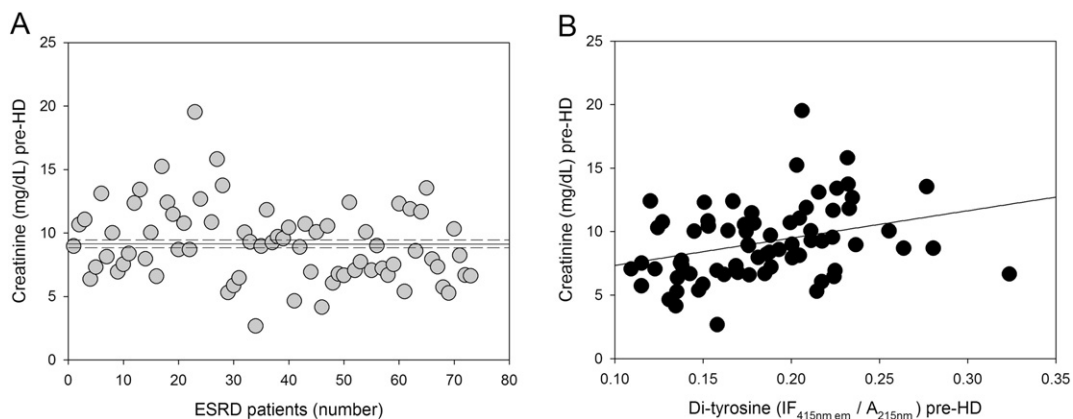 A
25
20
15
10
5
0
Creatinine (mg/dL) pre-HD
0 10 20 30 40 50 60 70 80
ESRD patients (number)
B
25
20
15
10
5
0
Creatinine (mg/dL) pre-HD
0.10 0.15 0.20 0.25 0.30 0.35
Di-tyrosine (IF415nm em / A215nm) pre-HD